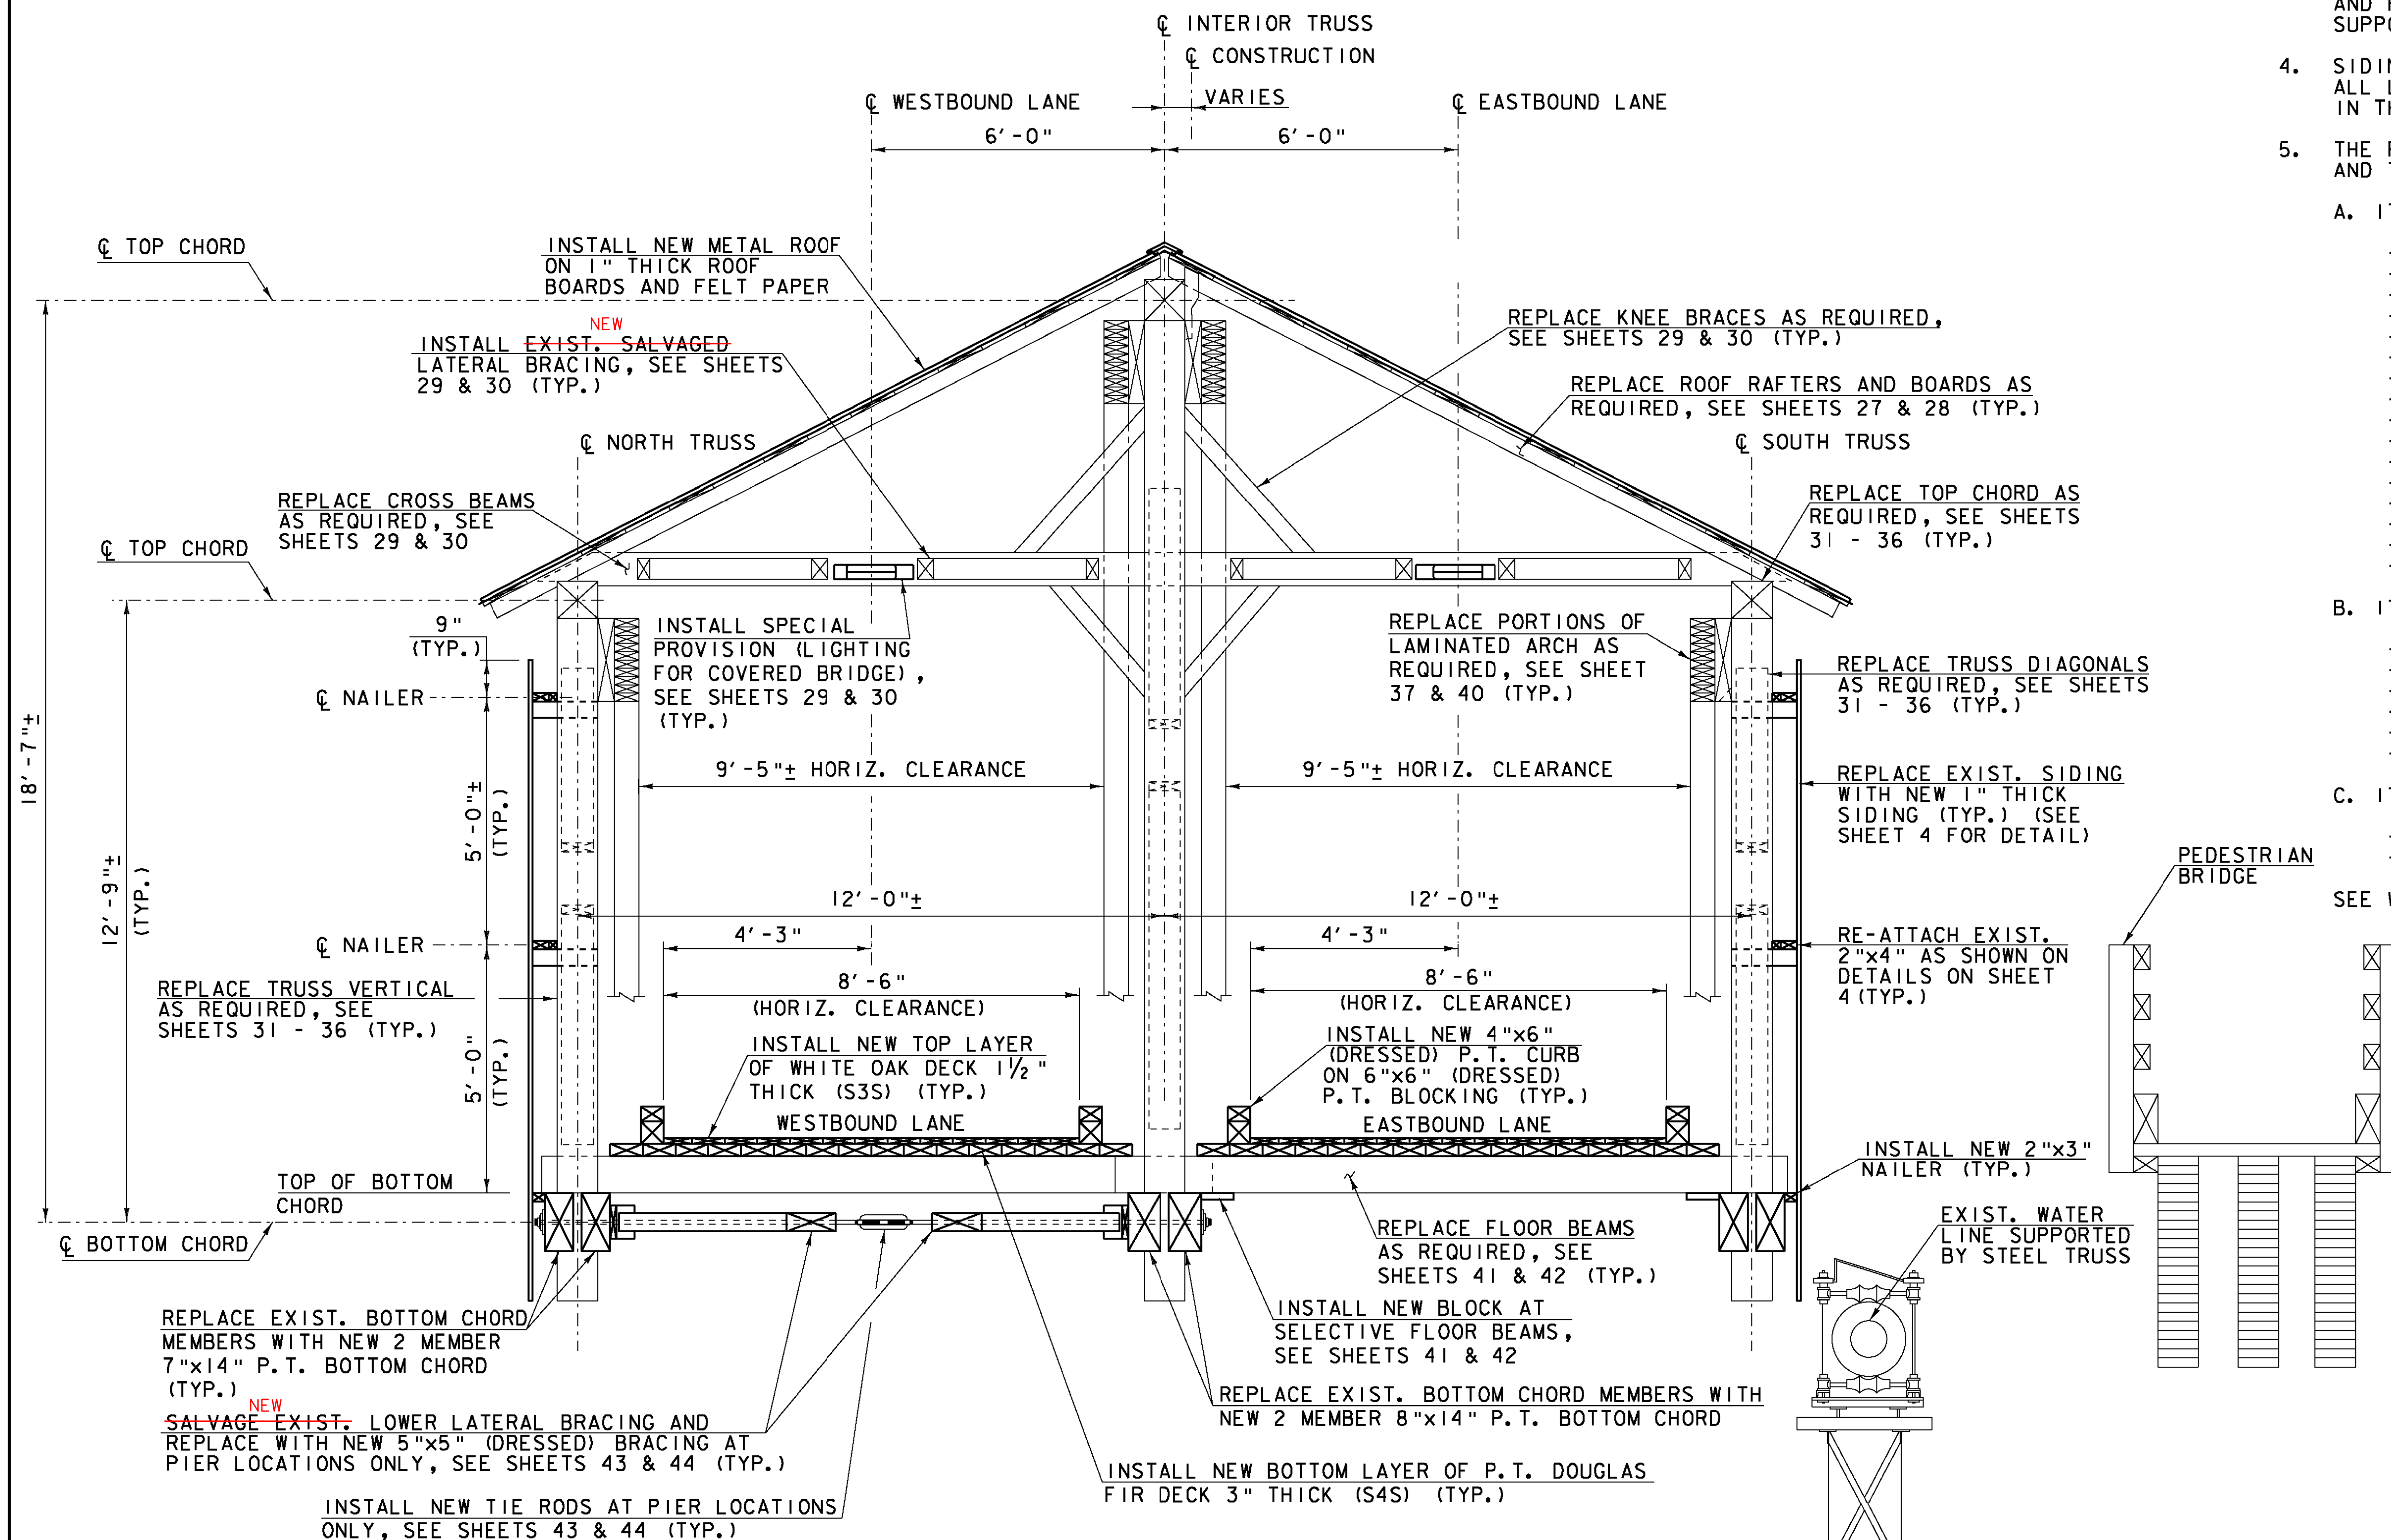 ℄ INTERIOR TRUSS
℄ CONSTRUCTION
℄ WESTBOUND LANE
VARIES
℄ EASTBOUND LANE
6'-0"
6'-0"
℄ TOP CHORD
INSTALL NEW METAL ROOF
ON 1" THICK ROOF
BOARDS AND FELT PAPER
NEW
INSTALL EXIST. SALVAGED
LATERAL BRACING, SEE SHEETS
29 & 30 (TYP.)
REPLACE KNEE BRACES AS REQUIRED,
SEE SHEETS 29 & 30 (TYP.)
REPLACE ROOF RAFTERS AND BOARDS AS
REQUIRED, SEE SHEETS 27 & 28 (TYP.)
℄ NORTH TRUSS
℄ SOUTH TRUSS
REPLACE CROSS BEAMS
AS REQUIRED, SEE
SHEETS 29 & 30
REPLACE TOP CHORD AS
REQUIRED, SEE SHEETS
31 - 36 (TYP.)
℄ TOP CHORD
9"
(TYP.)
INSTALL SPECIAL
PROVISION (LIGHTING
FOR COVERED BRIDGE),
SEE SHEETS 29 & 30
(TYP.)
REPLACE PORTIONS OF
LAMINATED ARCH AS
REQUIRED, SEE SHEET
37 & 40 (TYP.)
REPLACE TRUSS DIAGONALS
AS REQUIRED, SEE SHEETS
31 - 36 (TYP.)
℄ NAILER
18'-7"±
12'-9"±
(TYP.)
5'-0"±
(TYP.)
9'-5"± HORIZ. CLEARANCE
9'-5"± HORIZ. CLEARANCE
REPLACE EXIST. SIDING
WITH NEW 1" THICK
SIDING (TYP.) (SEE
SHEET 4 FOR DETAIL)
PEDESTRIAN
BRIDGE
12'-0"±
12'-0"±
4'-3"
4'-3"
℄ NAILER
RE-ATTACH EXIST.
2"x4" AS SHOWN ON
DETAILS ON SHEET
4(TYP.)
8'-6"
(HORIZ. CLEARANCE)
8'-6"
(HORIZ. CLEARANCE)
REPLACE TRUSS VERTICAL
AS REQUIRED, SEE
SHEETS 31 - 36 (TYP.)
5'-0"
(TYP.)
INSTALL NEW TOP LAYER
OF WHITE OAK DECK 1½"
THICK (S3S) (TYP.)
WESTBOUND LANE
INSTALL NEW 4"x6"
(DRESSED) P.T. CURB
ON 6"x6" (DRESSED)
P.T. BLOCKING (TYP.)
EASTBOUND LANE
INSTALL NEW 2"x3"
NAILER (TYP.)
TOP OF BOTTOM
CHORD
℄ BOTTOM CHORD
REPLACE FLOOR BEAMS
AS REQUIRED, SEE
SHEETS 41 & 42 (TYP.)
EXIST. WATER
LINE SUPPORTED
BY STEEL TRUSS
REPLACE EXIST. BOTTOM CHORD
MEMBERS WITH NEW 2 MEMBER
7"x14" P.T. BOTTOM CHORD
(TYP.)
INSTALL NEW BLOCK AT
SELECTIVE FLOOR BEAMS,
SEE SHEETS 41 & 42
NEW
SALVAGE EXIST. LOWER LATERAL BRACING AND
REPLACE WITH NEW 5"x5" (DRESSED) BRACING AT
PIER LOCATIONS ONLY, SEE SHEETS 43 & 44 (TYP.)
REPLACE EXIST. BOTTOM CHORD MEMBERS WITH
NEW 2 MEMBER 8"x14" P.T. BOTTOM CHORD
INSTALL NEW BOTTOM LAYER OF P.T. DOUGLAS
FIR DECK 3" THICK (S4S) (TYP.)
INSTALL NEW TIE RODS AT PIER LOCATIONS
ONLY, SEE SHEETS 43 & 44 (TYP.)
AND
SUPPO
4. SIDIN
ALL L
IN TH
5. THE
AND
A. IT
B. IT
C. IT
SEE